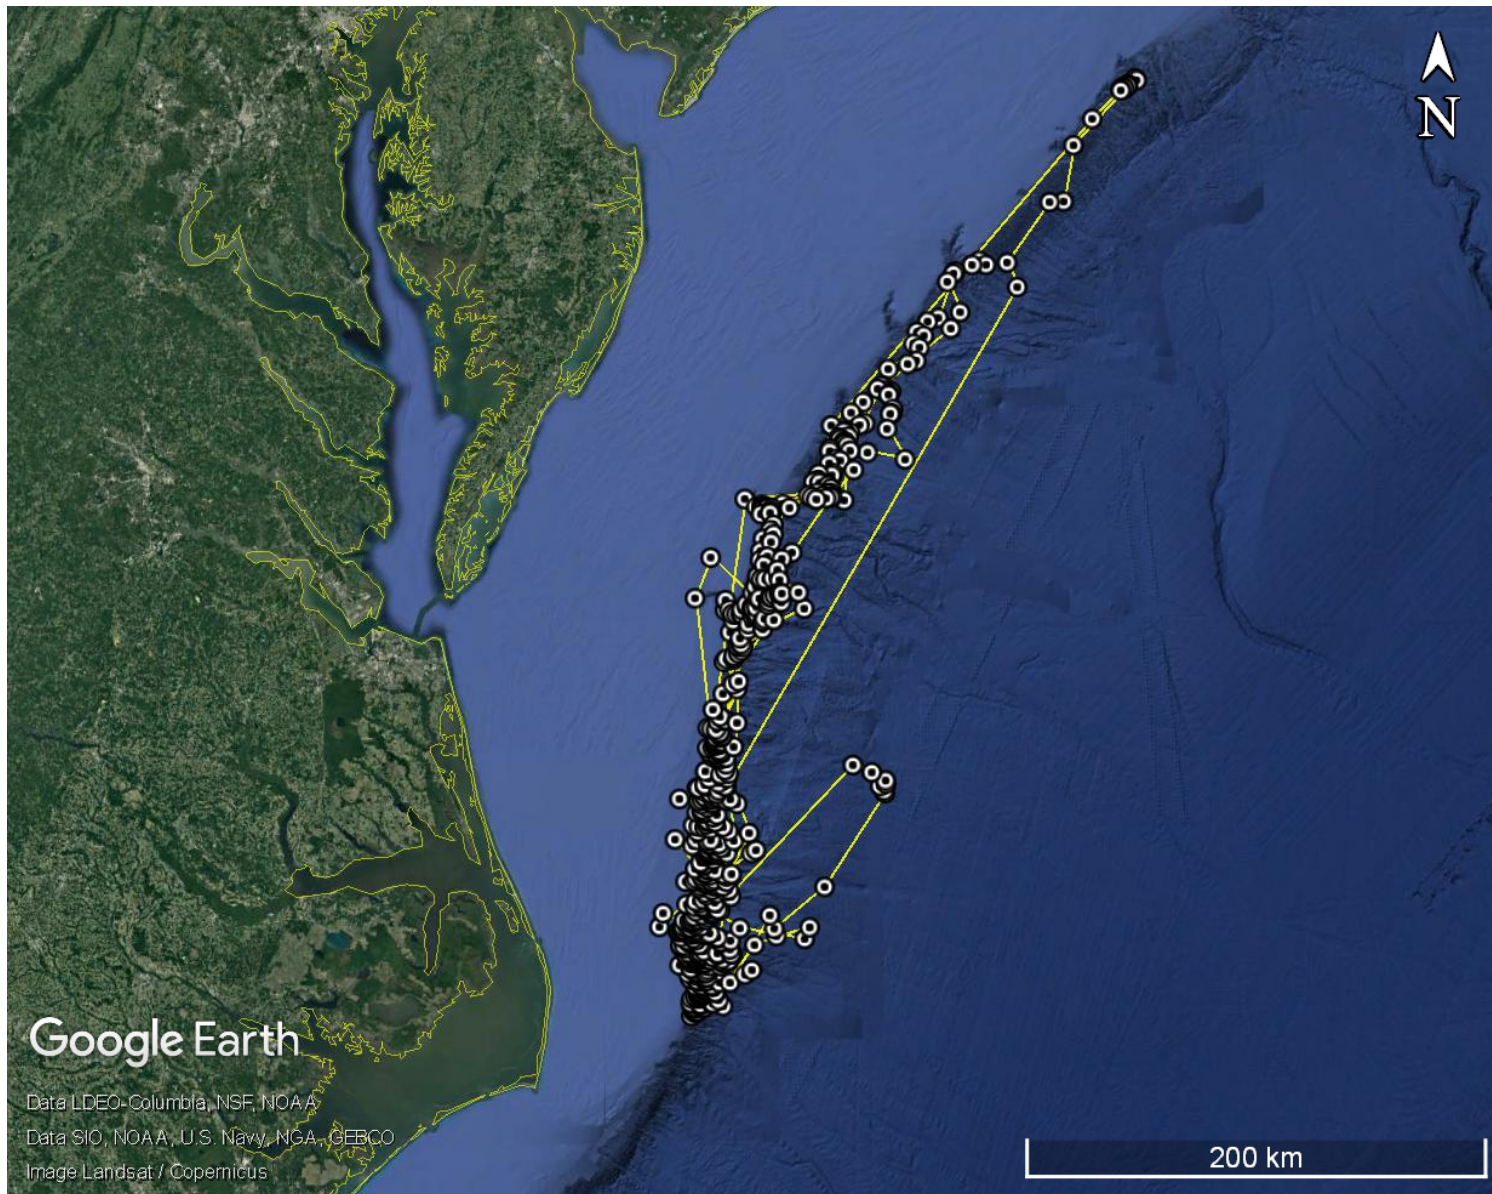 N
Google Earth
Data LDEO-Columbia, NSF, NOAA
Data SIO, NOAA, U.S. Navy, NGA, GEBCO
Image Landsat / Copernicus
200 km